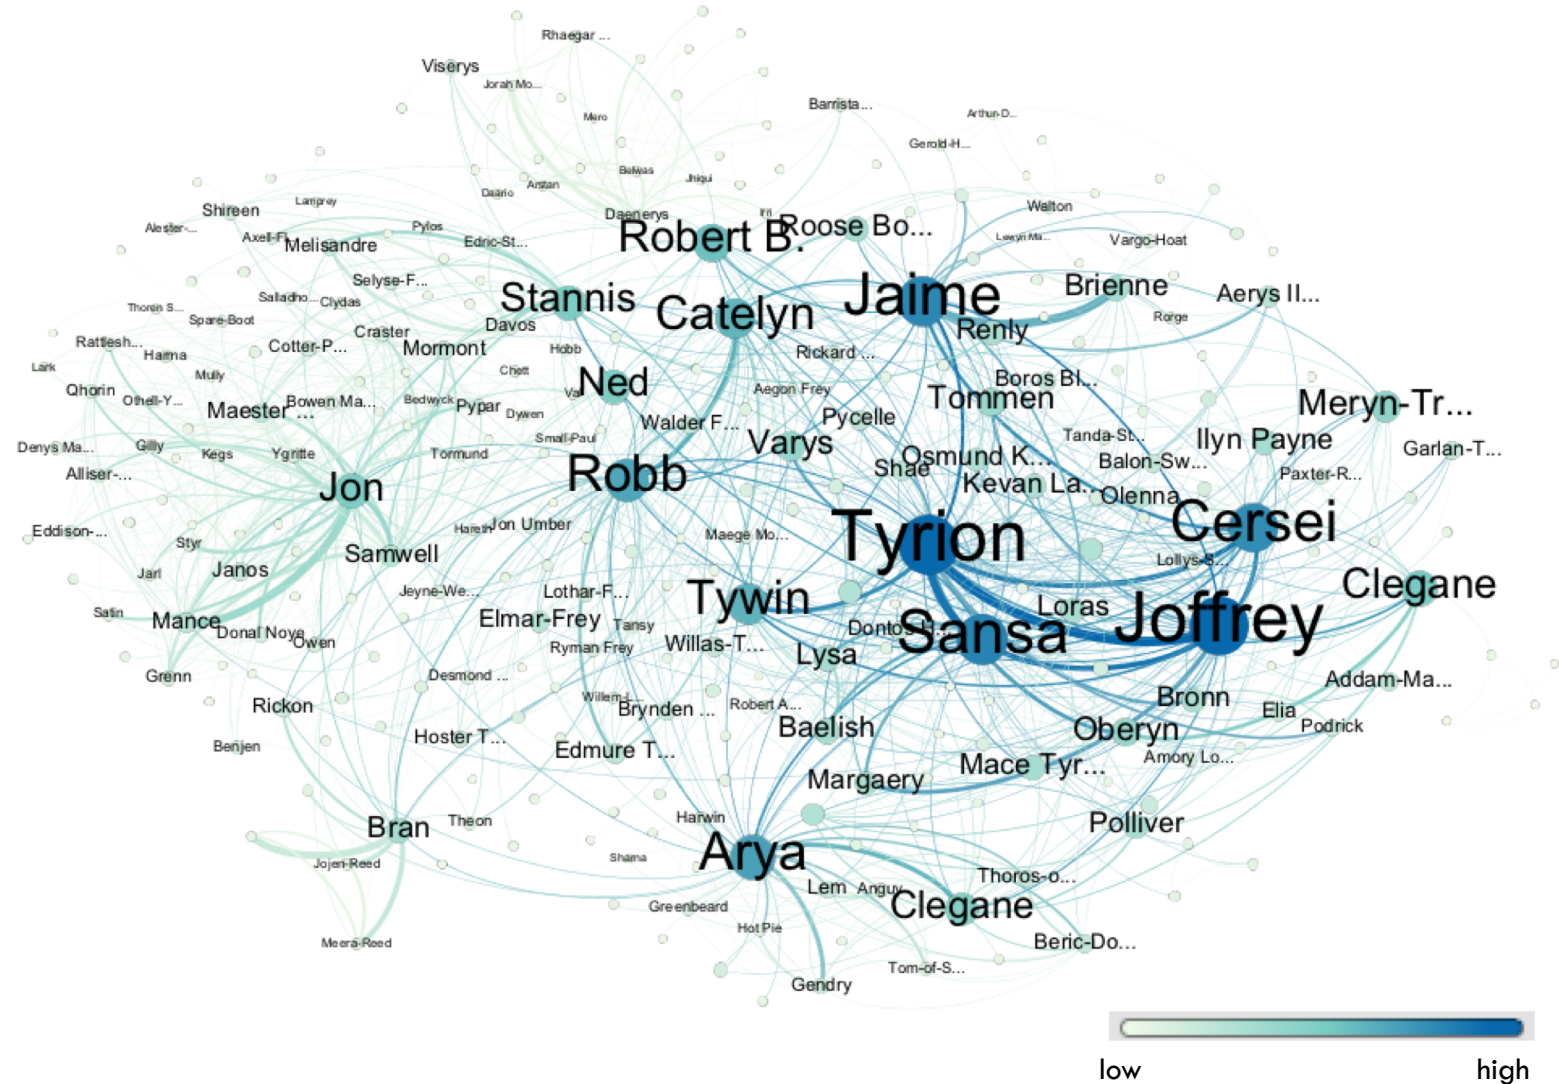 Rhaegar ...
Viserys
Jorah Mo...
Barrista...
Arthur-D...
Mero
Gerold-H...
Belwas
Jhiqui
Arstan
Daario
Lamprey
Walton
Shireen
Irri
Daenerys
Alester-...
Pylos
Roose Bo...
Axell-Fl
Robert B.
Lewyn Ma...
Vargo-Hoat
Melisandre
Edric-St...
Selyse-F...
Brienne
Aerys II...
Stannis
Jaime
Salladho...
Clydas
Thoren S...
Catelyn
Rorge
Spare-Boot
Davos
Renly
Craster
Rattlesh...
Cotter-P...
Mormont
Hobb
Rickard ...
Harma
Lark
Chett
Mully
Boros Bl...
Ned
Aegon Frey
Qhorin
Val
Othell-Y...
Bowen Ma...
Bedwyck
Tommen
Meryn-Tr...
Maester ...
Pypar
Dywen
Pycelle
Walder F...
Tanda-St...
Small-Paul
Varys
Ilyn Payne
Denys Ma...
Gilly
Garlan-T...
Kegs
Ygritte
Tormund
Osmund K...
Balon-Sw...
Shae
Alliser-...
Robb
Paxter-R...
Jon
Kevan La...
Olenna
Cersei
Eddison-...
Hareth
Jon Umber
Maege Mo...
Tyrion
Styr
Samwell
Lollys-S...
Jarl
Janos
Clegane
Jeyne-We...
Lothar-F...
Tywin
Loras
Satin
Mance
Elmar-Frey
Tansy
Joffrey
Donal Noye
Dontos-H...
Sansa
Owen
Ryman Frey
Willas-T...
Lysa
Grenn
Desmond ...
Addam-Ma...
Willem-L...
Bronn
Rickon
Brynden ...
Robert A...
Elia
Baelish
Podrick
Oberyn
Hoster T...
Benjen
Edmure T...
Amory Lo...
Mace Tyr...
Margaery
Harwin
Theon
Polliver
Bran
Arya
Shama
Jojen-Reed
Thoros-o...
Lem
Anguy
Greenbeard
Clegane
Hot Pie
Meera-Reed
Beric-Do...
Tom-of-S...
Gendry
low
high